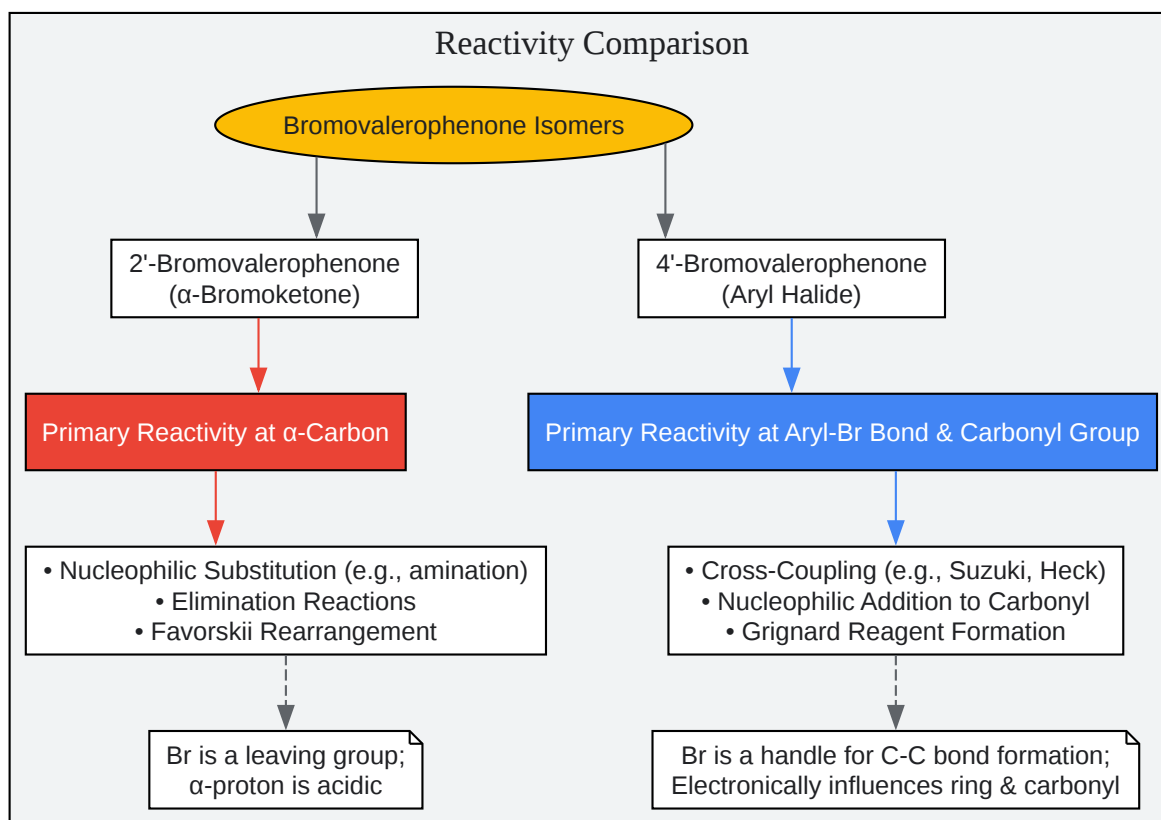 Reactivity Comparison
Bromovalerophenone Isomers
2'-Bromovalerophenone
(α-Bromoketone)
4'-Bromovalerophenone
(Aryl Halide)
Primary Reactivity at α-Carbon
Primary Reactivity at Aryl-Br Bond & Carbonyl Group
• Nucleophilic Substitution (e.g., amination)
• Elimination Reactions
• Favorskii Rearrangement
• Cross-Coupling (e.g., Suzuki, Heck)
• Nucleophilic Addition to Carbonyl
• Grignard Reagent Formation
Br is a leaving group;
α-proton is acidic
Br is a handle for C-C bond formation;
Electronically influences ring & carbonyl